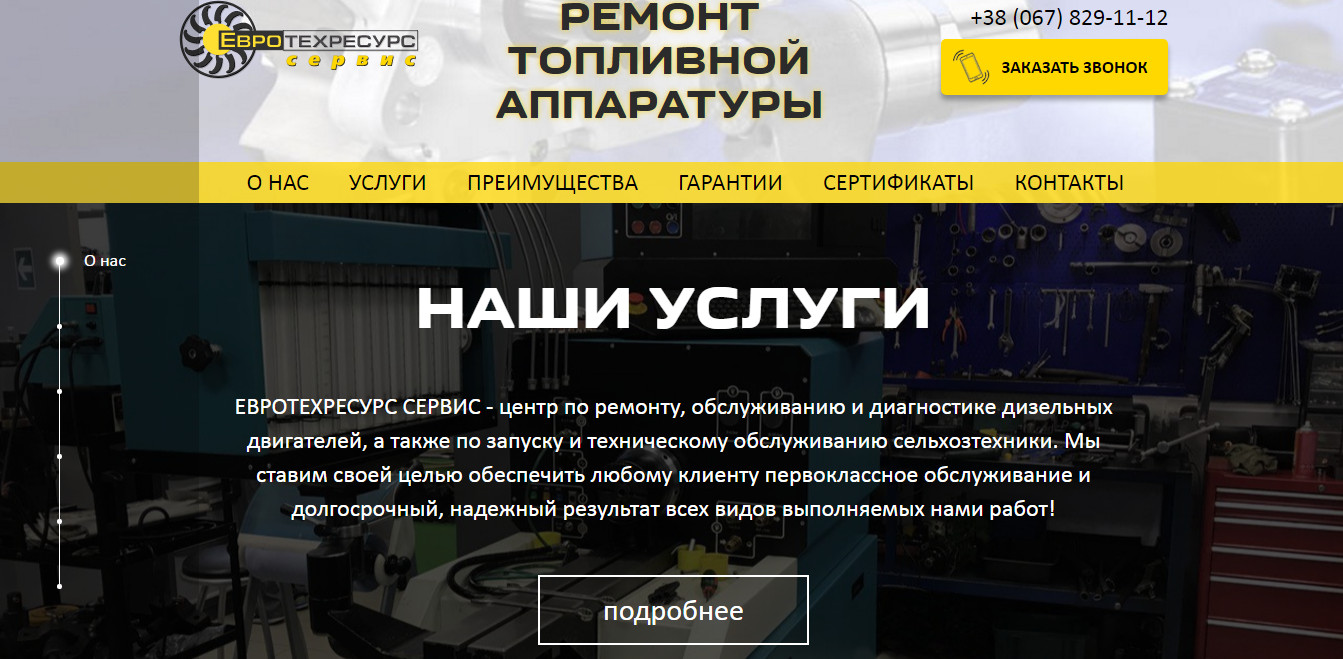 ЕВРОТЕХРЕСУРС
сервис
РЕМОНТ
ТОПЛИВНОЙ
АППАРАТУРЫ
+38 (067) 829-11-12
ЗАКАЗАТЬ ЗВОНОК
О НАС УСЛУГИ ПРЕИМУЩЕСТВА ГАРАНТИИ СЕРТИФИКАТЫ КОНТАКТЫ
О нас
НАШИ УСЛУГИ
ЕВРОТЕХРЕСУРС СЕРВИС - центр по ремонту, обслуживанию и диагностике дизельных
двигателей, а также по запуску и техническому обслуживанию сельхозтехники. Мы
ставим своей целью обеспечить любому клиенту первоклассное обслуживание и
долгосрочный, надежный результат всех видов выполняемых нами работ!
подробнее